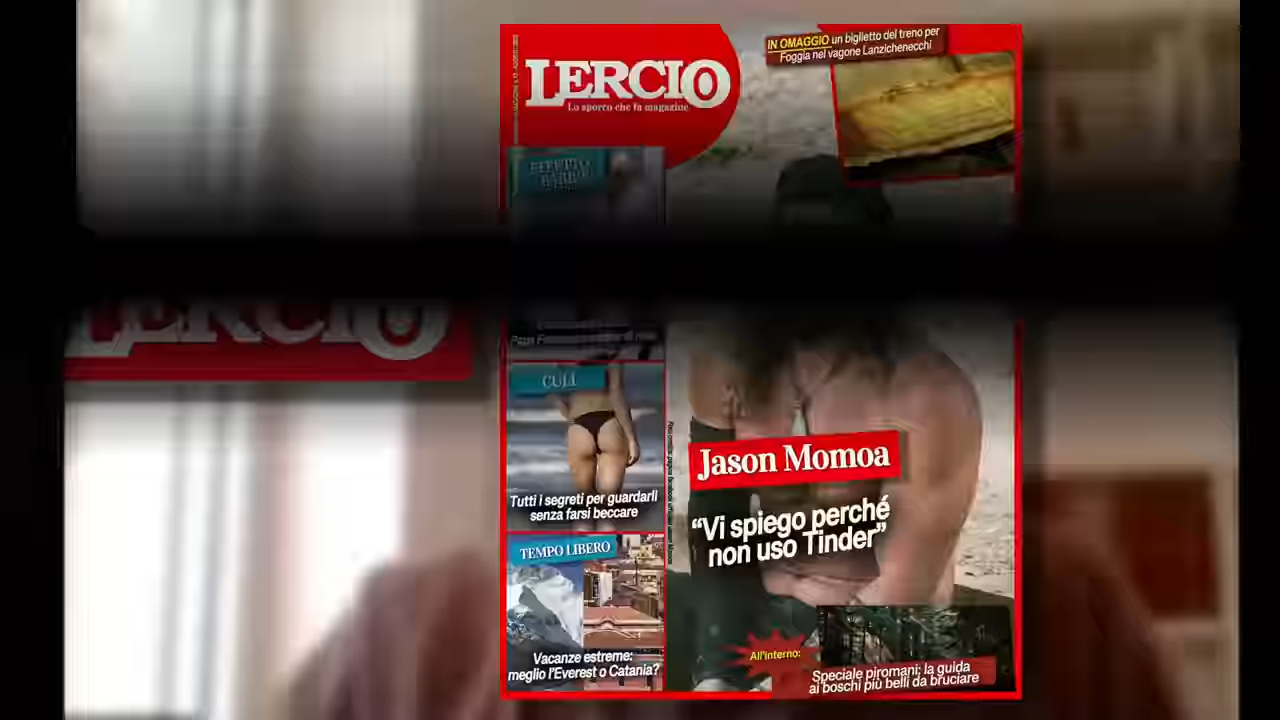 LERCIO
Lo sporco che fa magazine
IN OMAGGIO un biglietto del treno per
Foggia nel vagone Lanzichenecchi
LERCIO
CULI
Tutti i segreti per guardarli
senza farsi beccare
Jason Momoa
“Vi spiego perché
non uso Tinder”
TEMPO LIBERO
Vacanze estreme:
meglio l'Everest o Catania?
All'interno:
Speciale piromani: la guida
ai boschi più belli da bruciare